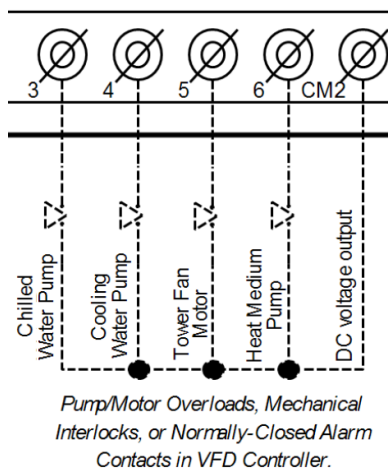 3
4
5
6
CM2
Chilled
Water Pump
Cooling
Water Pump
Tower Fan
Motor
Heat Medium
Pump
DC voltage output
Pump/Motor Overloads, Mechanical
Interlocks, or Normally-Closed Alarm
Contacts in VFD Controller.